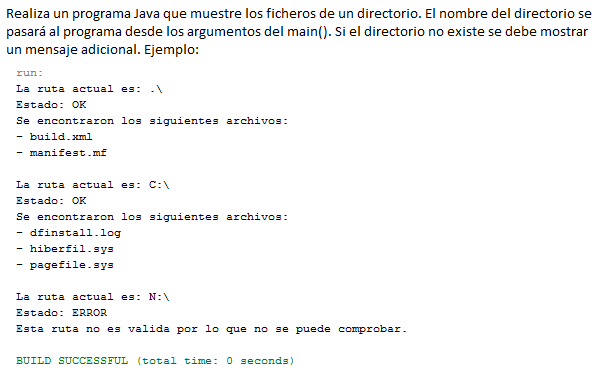 Realiza un programa Java que muestre los ficheros de un directorio. El nombre del directorio se
pasará al programa desde los argumentos del main(). Si el directorio no existe se debe mostrar
un mensaje adicional. Ejemplo:
run:
La ruta actual es: .\
Estado: OK
Se encontraron los siguientes archivos:
- build.xml
- manifest.mf
La ruta actual es: C:\
Estado: OK
Se encontraron los siguientes archivos:
- dfinstall.log
- hiberfil.sys
- pagefile.sys
La ruta actual es: N:\
Estado: ERROR
Esta ruta no es valida por lo que no se puede comprobar.
BUILD SUCCESSFUL (total time: 0 seconds)